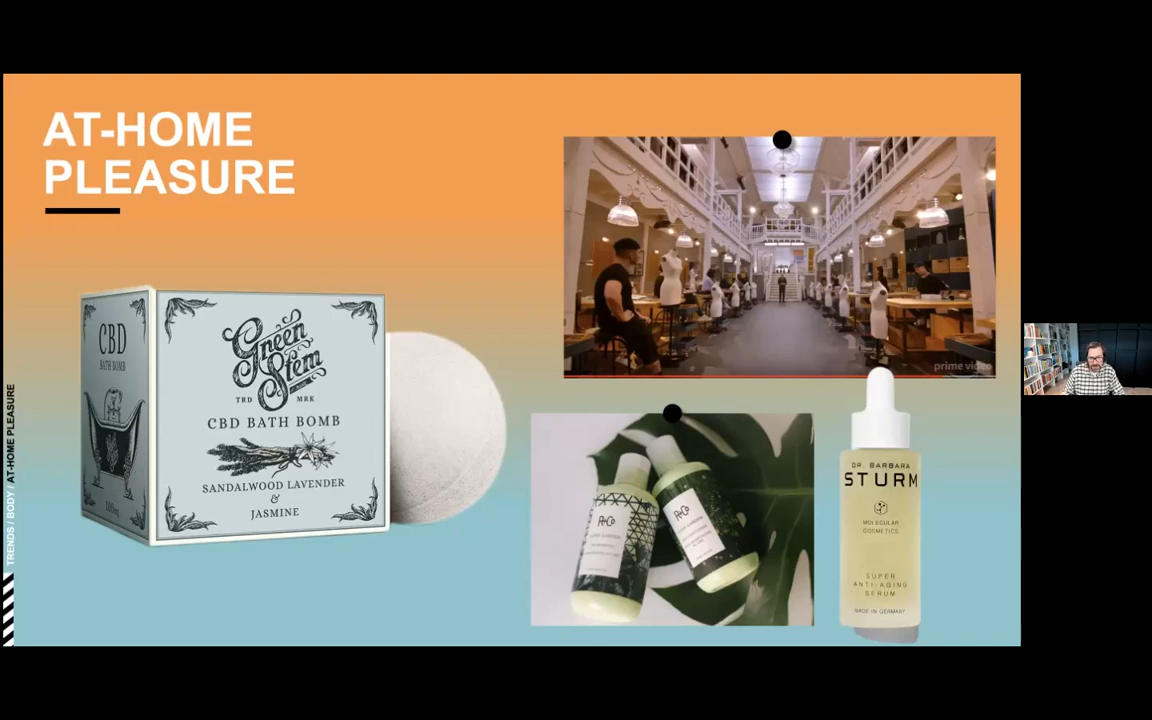 AT-HOME
PLEASURE
CBD
BATH BOMB
Green
Stem
TRD MRK
CBD BATH BOMB
SANDALWOOD LAVENDER
&
JASMINE
prime video
R+Co
R+Co
DR. BARBARA
STURM
MOLECULAR
COSMETICS
SUPER
ANTI-AGING
SERUM
MADE IN GERMANY
TRENDS / BODY / AT-HOME PLEASURE